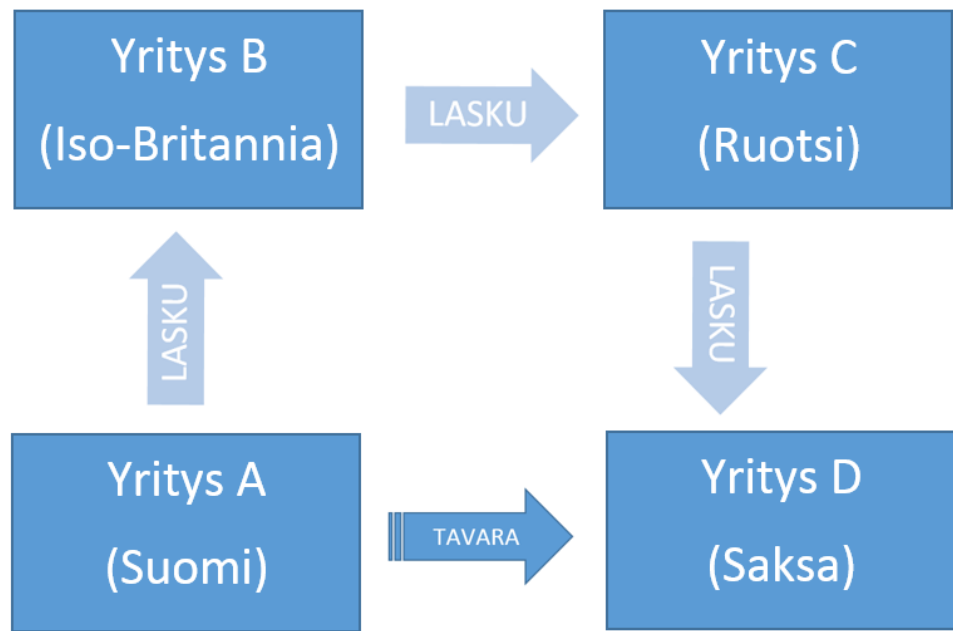 Yritys B
(Iso-Britannia)
LASKU
Yritys C
(Ruotsi)
LASKU
LASKU
Yritys A
(Suomi)
TAVARA
Yritys D
(Saksa)